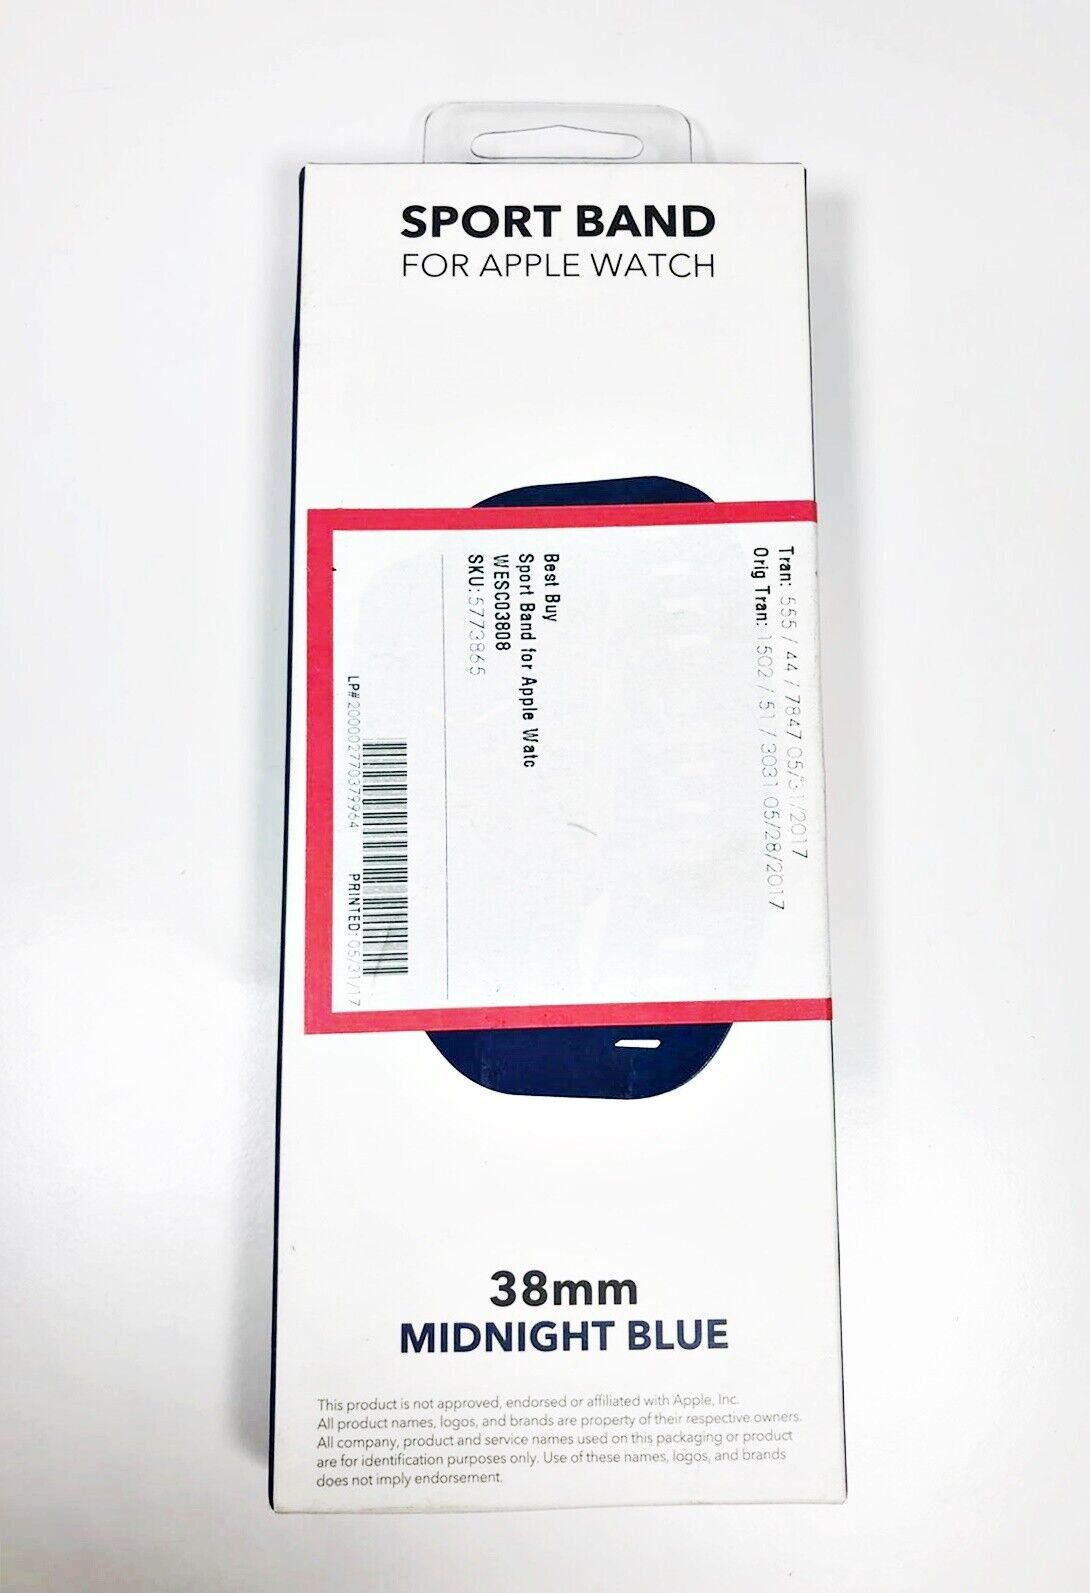 SPORT BAND
FOR APPLE WATCH
Tran: 555 / 44 / 7847 05/31/2017
Orig Tran: 1502 / 51 / 3031 05/28/2017
Best Buy
Sport Band for Apple Watc
WESC03808
SKU:5773865
LP#2000027703799​64 PRINTED: 05/31/17
38mm
MIDNIGHT BLUE
This product is not approved, endorsed or affiliated with Apple, Inc.
All product names, logos, and brands are property of their respective owners.
All company, product and service names used on this packaging or product
are for identification purposes only. Use of these names, logos, and brands
does not imply endorsement.